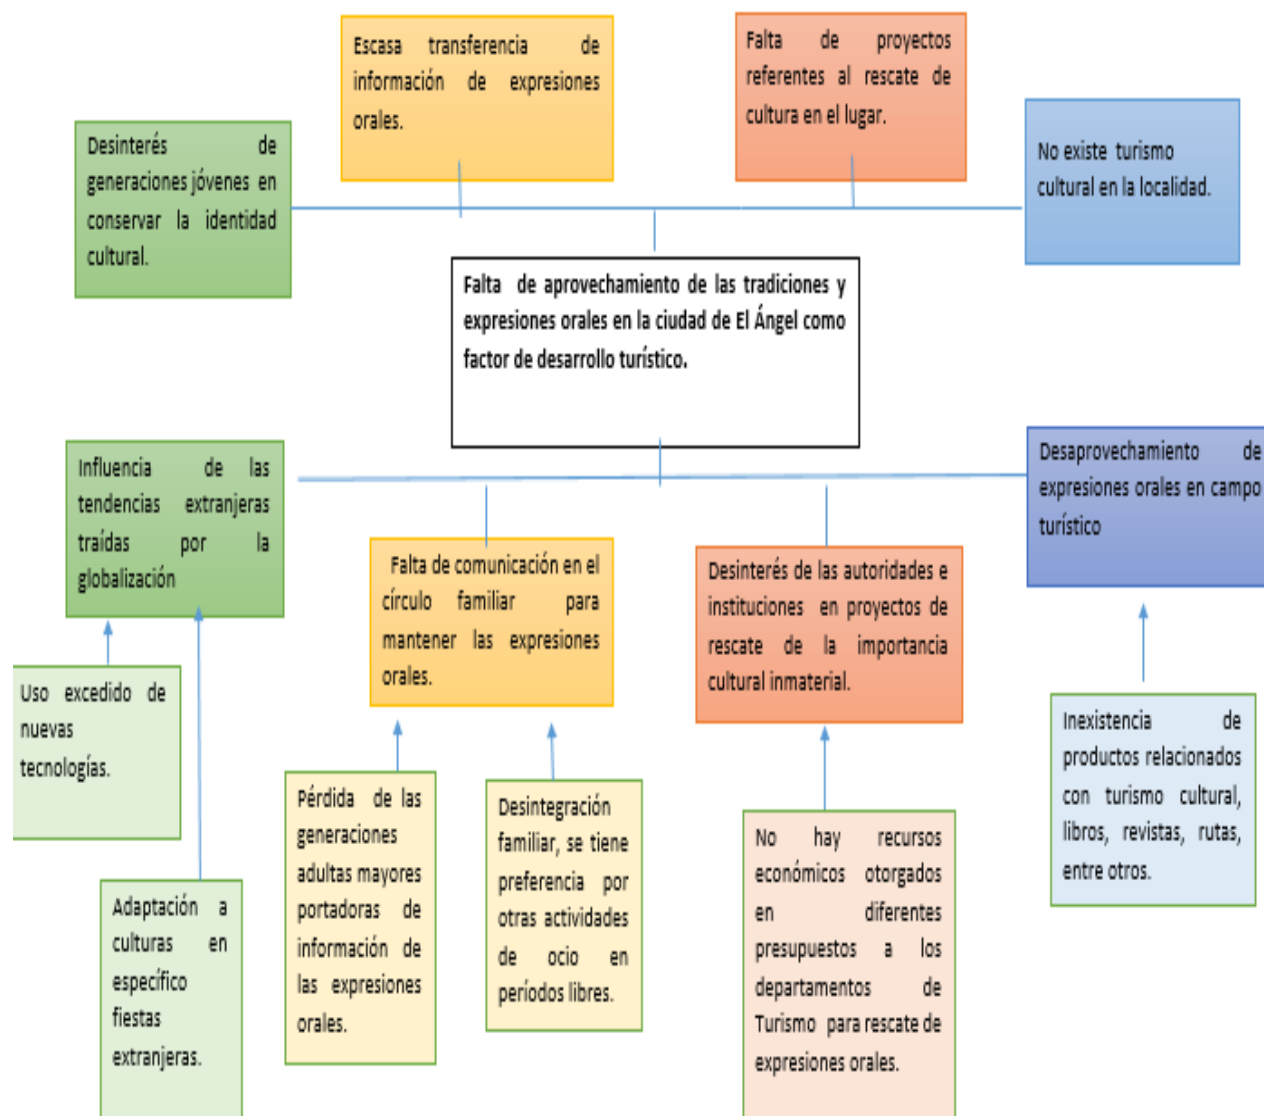 Escasa transferencia de
información de expresiones
orales.
Falta de proyectos
referentes al rescate de
cultura en el lugar.
Desinterés de
generaciones jóvenes en
conservar la identidad
cultural.
No existe turismo
cultural en la localidad.
Falta de aprovechamiento de las tradiciones y
expresiones orales en la ciudad de El Ángel como
factor de desarrollo turístico.
Influencia de las
tendencias extranjeras
traídas por la
globalización
Falta de comunicación en el
círculo familiar para
mantener las expresiones
orales.
Desinterés de las autoridades e
instituciones en proyectos de
rescate de la importancia
cultural inmaterial.
Desaprovechamiento de
expresiones orales en campo
turístico
Uso excedido de
nuevas
tecnologías.
Adaptación a
culturas en
específico
fiestas
extranjeras.
Pérdida de las
generaciones
adultas mayores
portadoras de
información de
las expresiones
orales.
Desintegración
familiar, se tiene
preferencia por
otras actividades
de ocio en
períodos libres.
No hay recursos
económicos otorgados
en diferentes
presupuestos a los
departamentos de
Turismo para rescate de
expresiones orales.
Inexistencia de
productos relacionados
con turismo cultural,
libros, revistas, rutas,
entre otros.